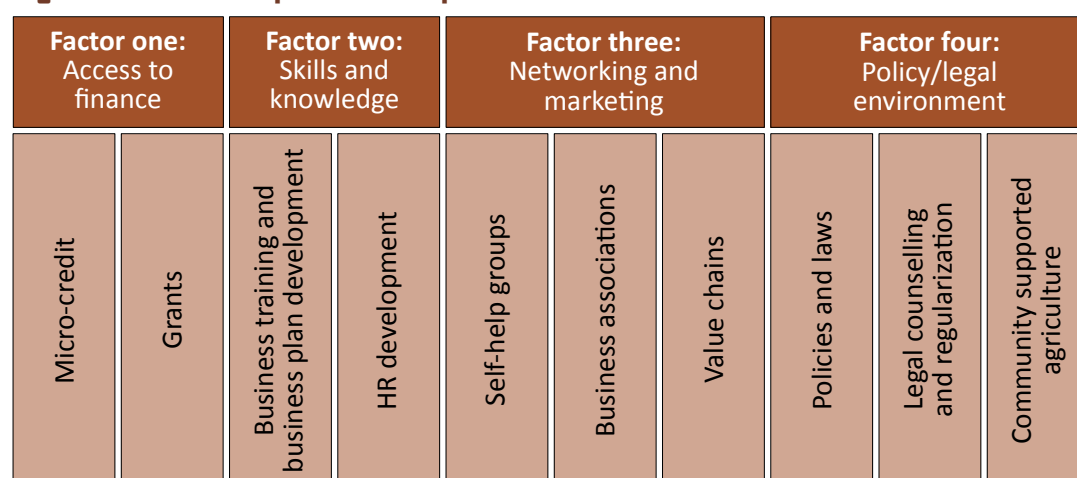 Factor one:
Access to
finance
Factor two:
Skills and
knowledge
Factor three:
Networking and
marketing
Factor four:
Policy/legal
environment
Micro-credit
Grants
Business training and
business plan development
HR development
Self-help groups
Business associations
Value chains
Policies and laws
Legal counselling
and regularization
Community supported
agriculture